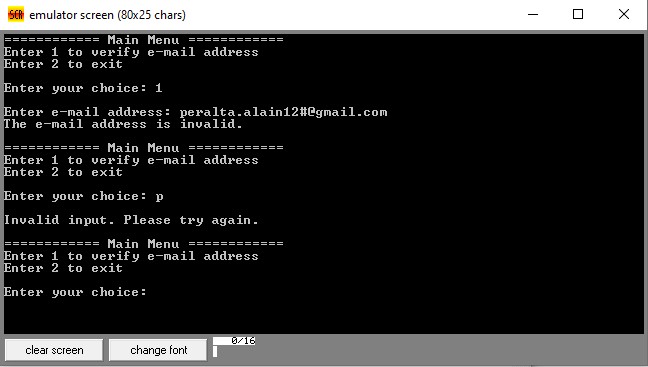 SCR emulator screen (80x25 chars)
============ Main Menu ============
Enter 1 to verify e-mail address
Enter 2 to exit
Enter your choice: 1
Enter e-mail address: peralta.alain12#@gmail.com
The e-mail address is invalid.
============ Main Menu ============
Enter 1 to verify e-mail address
Enter 2 to exit
Enter your choice: p
Invalid input. Please try again.
============ Main Menu ============
Enter 1 to verify e-mail address
Enter 2 to exit
Enter your choice:
clear screen change font 0/16